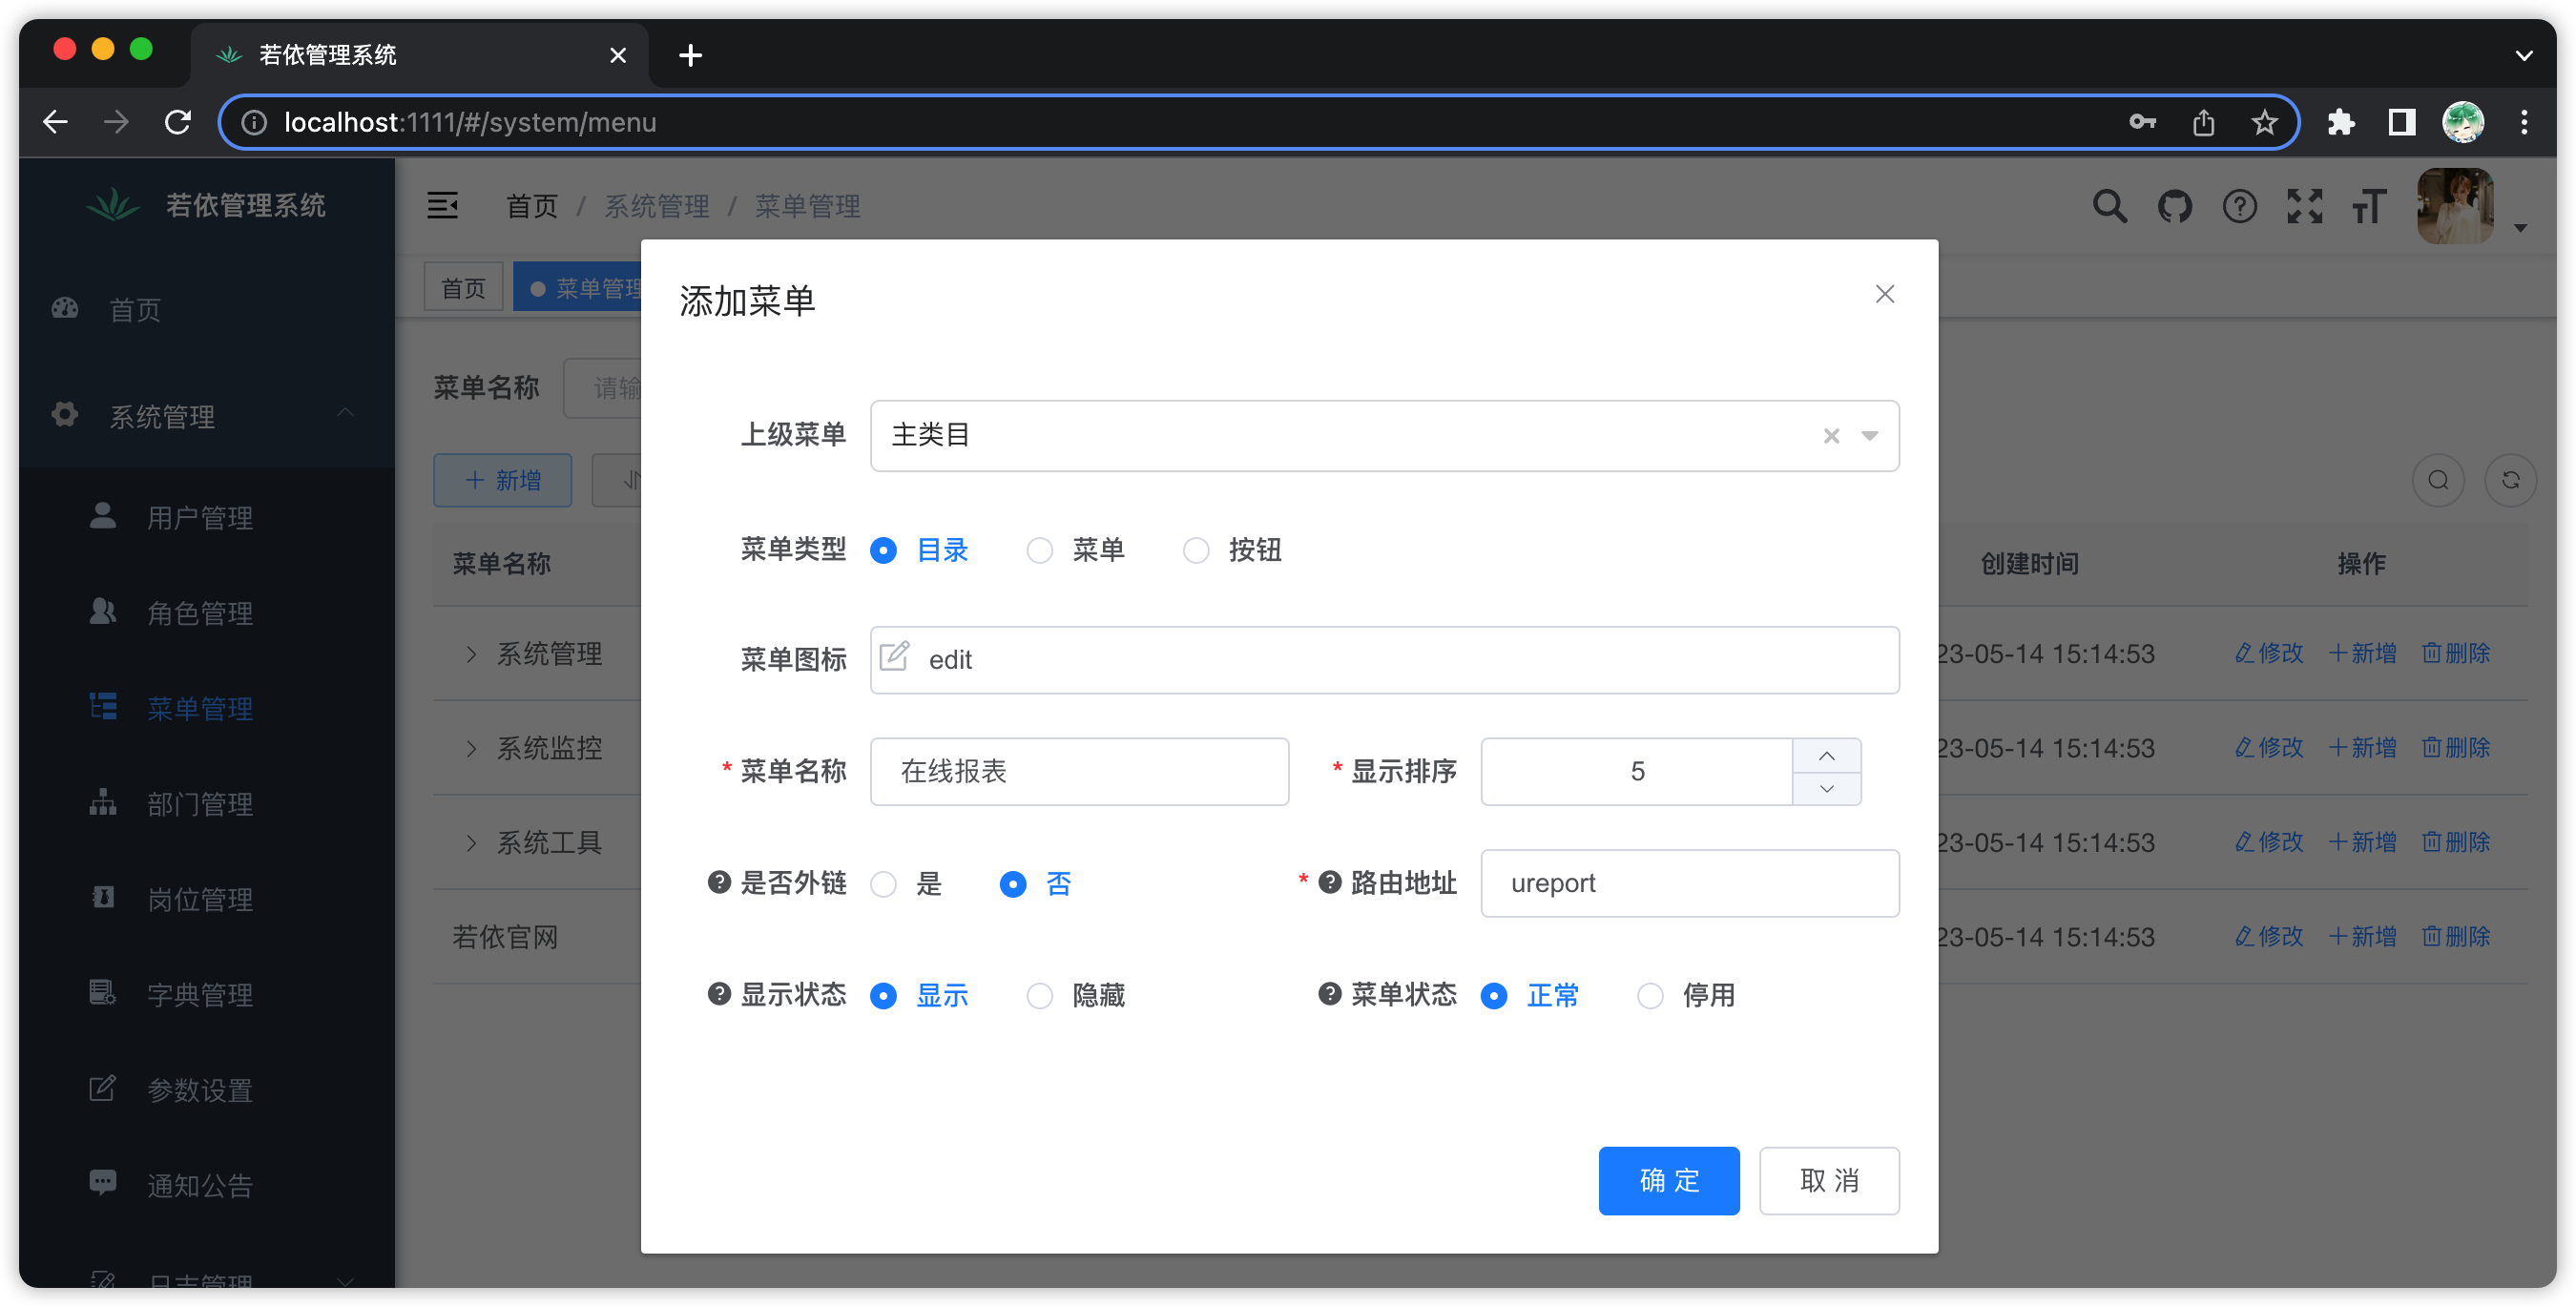 若依管理系统
localhost:1111/#/system/menu
若依管理系统
首页 / 系统管理 / 菜单管理
首页
系统管理
用户管理
角色管理
菜单管理
部门管理
岗位管理
字典管理
参数设置
通知公告
日志管理
首页
菜单管理
菜单名称 请输
新增
菜单名称 创建时间 操作
系统管理 23-05-14 15:14:53 修改 新增 删除
系统监控 23-05-14 15:14:53 修改 新增 删除
系统工具 23-05-14 15:14:53 修改 新增 删除
若依官网 23-05-14 15:14:53 修改 新增 删除
添加菜单
上级菜单 主类目
菜单类型 目录 菜单 按钮
菜单图标 edit
* 菜单名称 在线报表 * 显示排序 5
是否外链 是 否 * 路由地址 ureport
显示状态 显示 隐藏 菜单状态 正常 停用
确 定 取 消